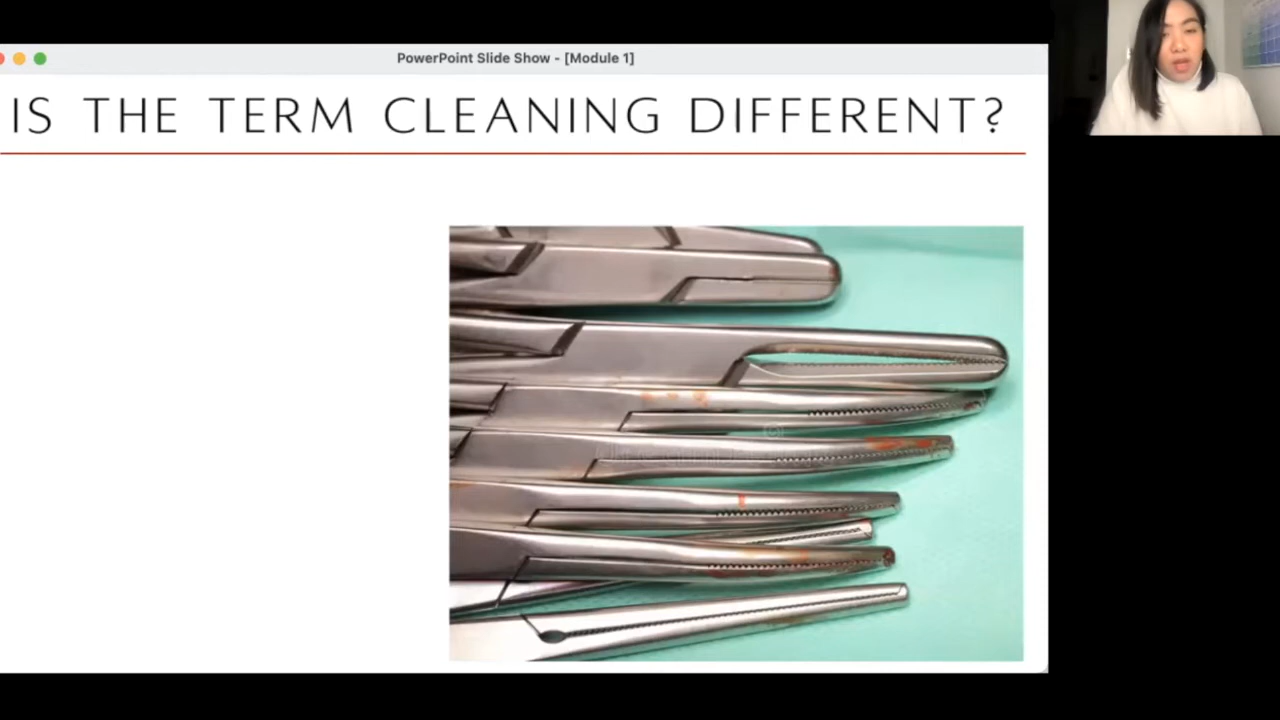 PowerPoint Slide Show - [Module 1]
IS THE TERM CLEANING DIFFERENT?